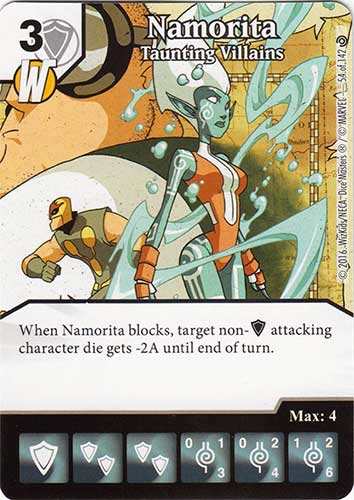 3
W
Namorita
Taunting Villains
54 of 142
© MARVEL
© 2016 WizKids/NECA Dice Masters ® /
When Namorita blocks, target non- attacking
character die gets -2A until end of turn.
Max: 4
0 1 3
0 2 4
1 2 6